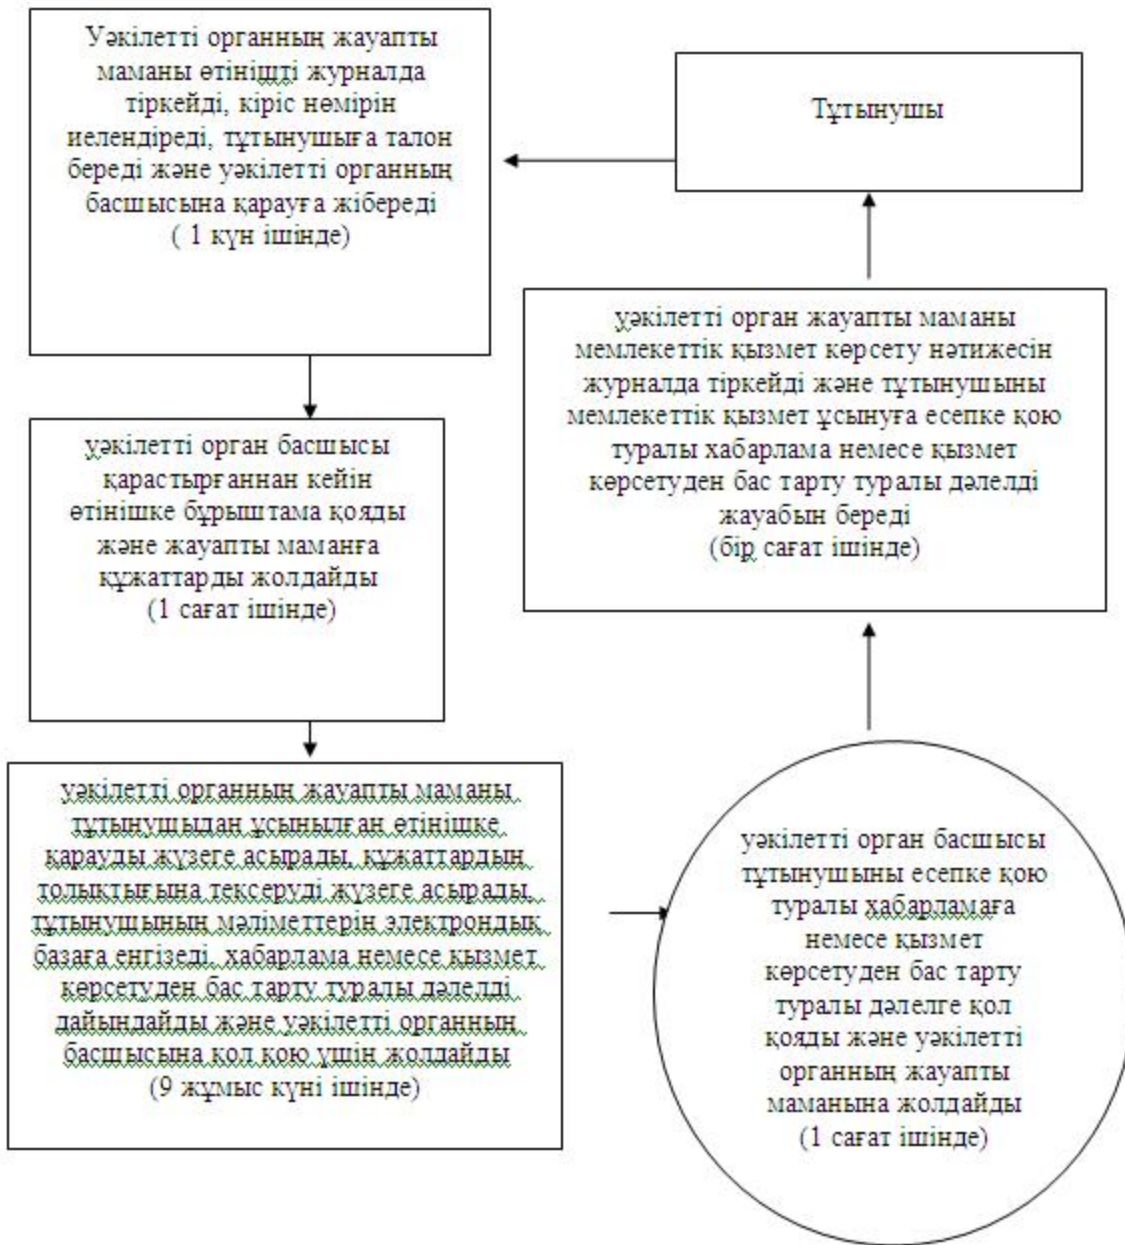 Уәкілетті органның жауапты
маманы өтінішті журналда
тіркейді, кіріс нөмірін
иелендіреді, тұтынушыға талон
береді және уәкілетті органның
басшысына қарауға жібереді
( 1 күн ішінде)
Тұтынушы
уәкілетті орган жауапты маманы
мемлекеттік қызмет көрсету нәтижесін
журналда тіркейді және тұтынушыны
мемлекеттік қызмет ұсынуға есепке қою
туралы хабарлама немесе қызмет
көрсетуден бас тарту туралы дәлелді
жауабын береді
(бір сағат ішінде)
уәкілетті орган басшысы
қарастырғаннан кейін
өтінішке бұрыштама қояды
және жауапты маманға
құжаттарды жолдайды
(1 сағат ішінде)
уәкілетті органның жауапты маманы
тұтынушыдан ұсынылған өтінішке
қарауды жүзеге асырады, құжаттардың
толықтығына тексеруді жүзеге асырады,
тұтынушының мәліметтерін электрондық
базаға енгізеді, хабарлама немесе қызмет
көрсетуден бас тарту туралы дәлелді
дайындайды және уәкілетті органның
басшысына қол қою үшін жолдайды
(9 жұмыс күні ішінде)
уәкілетті орган басшысы
тұтынушыны есепке қою
туралы хабарламаға
немесе қызмет
көрсетуден бас тарту
туралы дәлелге қол
қояды және уәкілетті
органның жауапты
маманына жолдайды
(1 сағат ішінде)